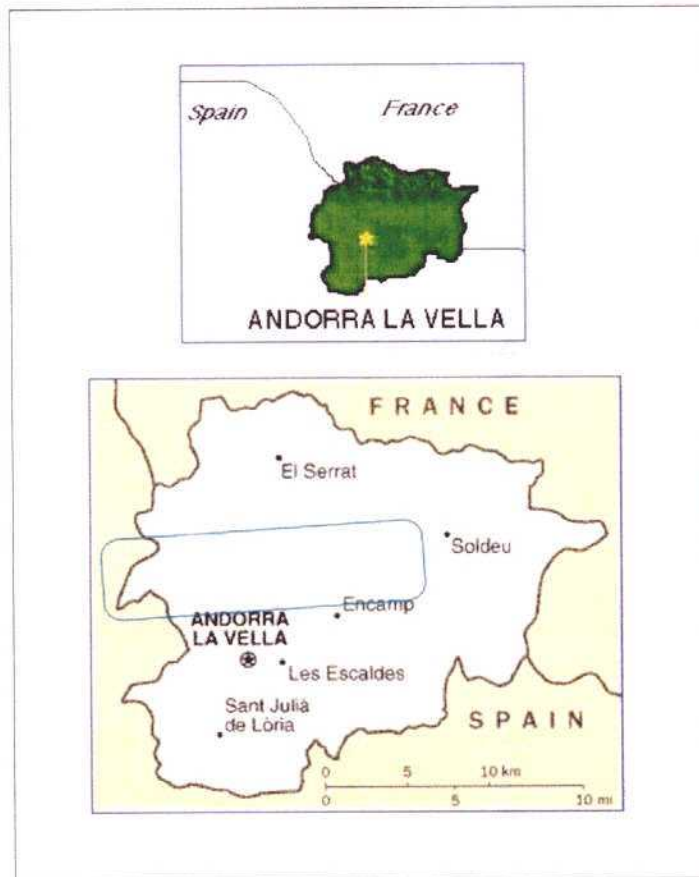 Spain France
ANDORRA LA VELLA
FRANCE
El Serrat
Soldeu
Encamp
ANDORRA
LA VELLA
Les Escaldes
Sant Julià
de Lòria
SPAIN
0 5 10 km
0 5 10 mi